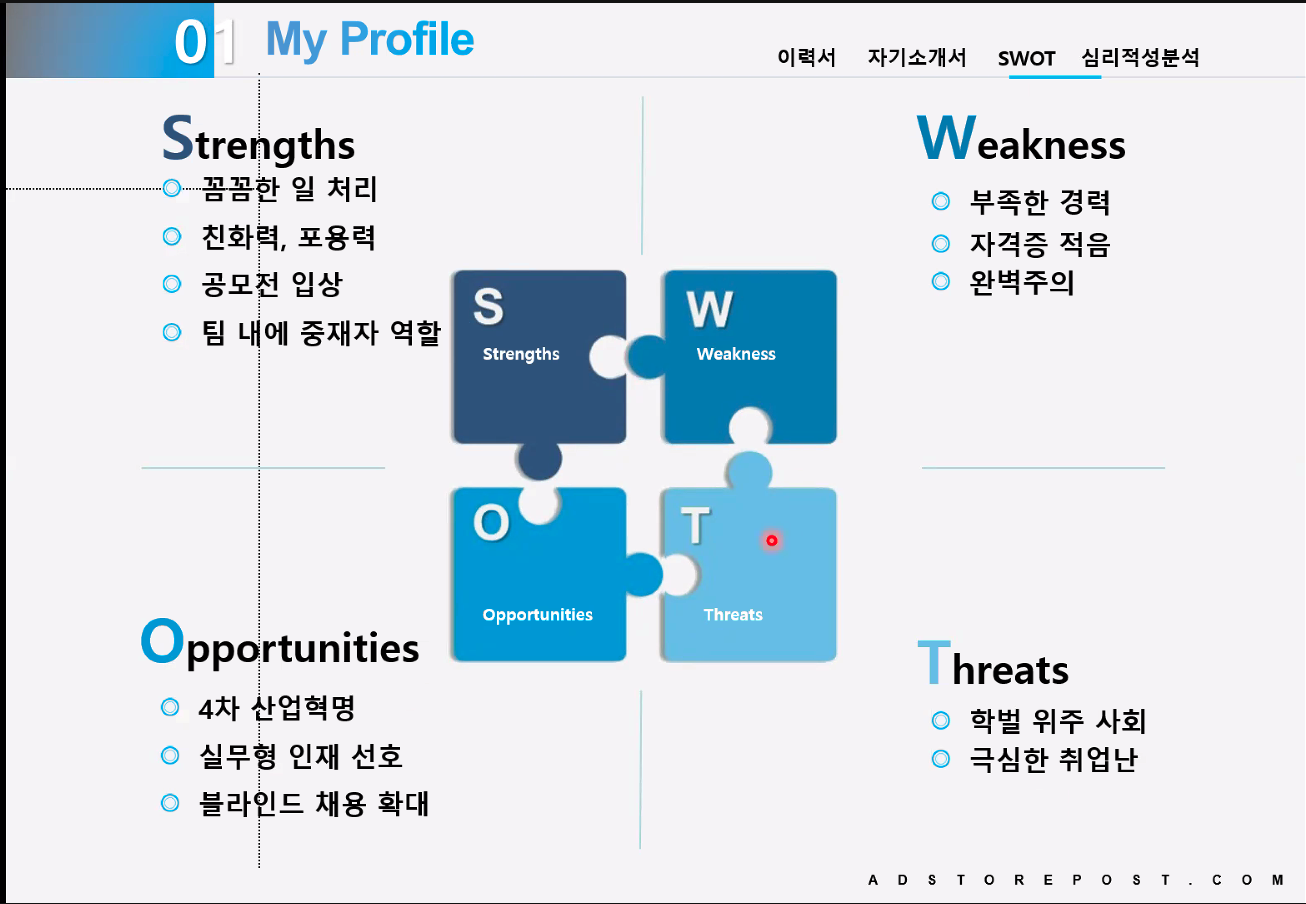 01 My Profile
이력서 자기소개서 SWOT 심리적성분석
Strengths
꼼꼼한 일 처리
친화력, 포용력
공모전 입상
팀 내에 중재자 역할
Weakness
부족한 경력
자격증 적음
완벽주의
S
Strengths
W
Weakness
O
Opportunities
T
Threats
Opportunities
4차 산업혁명
실무형 인재 선호
블라인드 채용 확대
Threats
학벌 위주 사회
극심한 취업난
ADSTOREPOST.COM